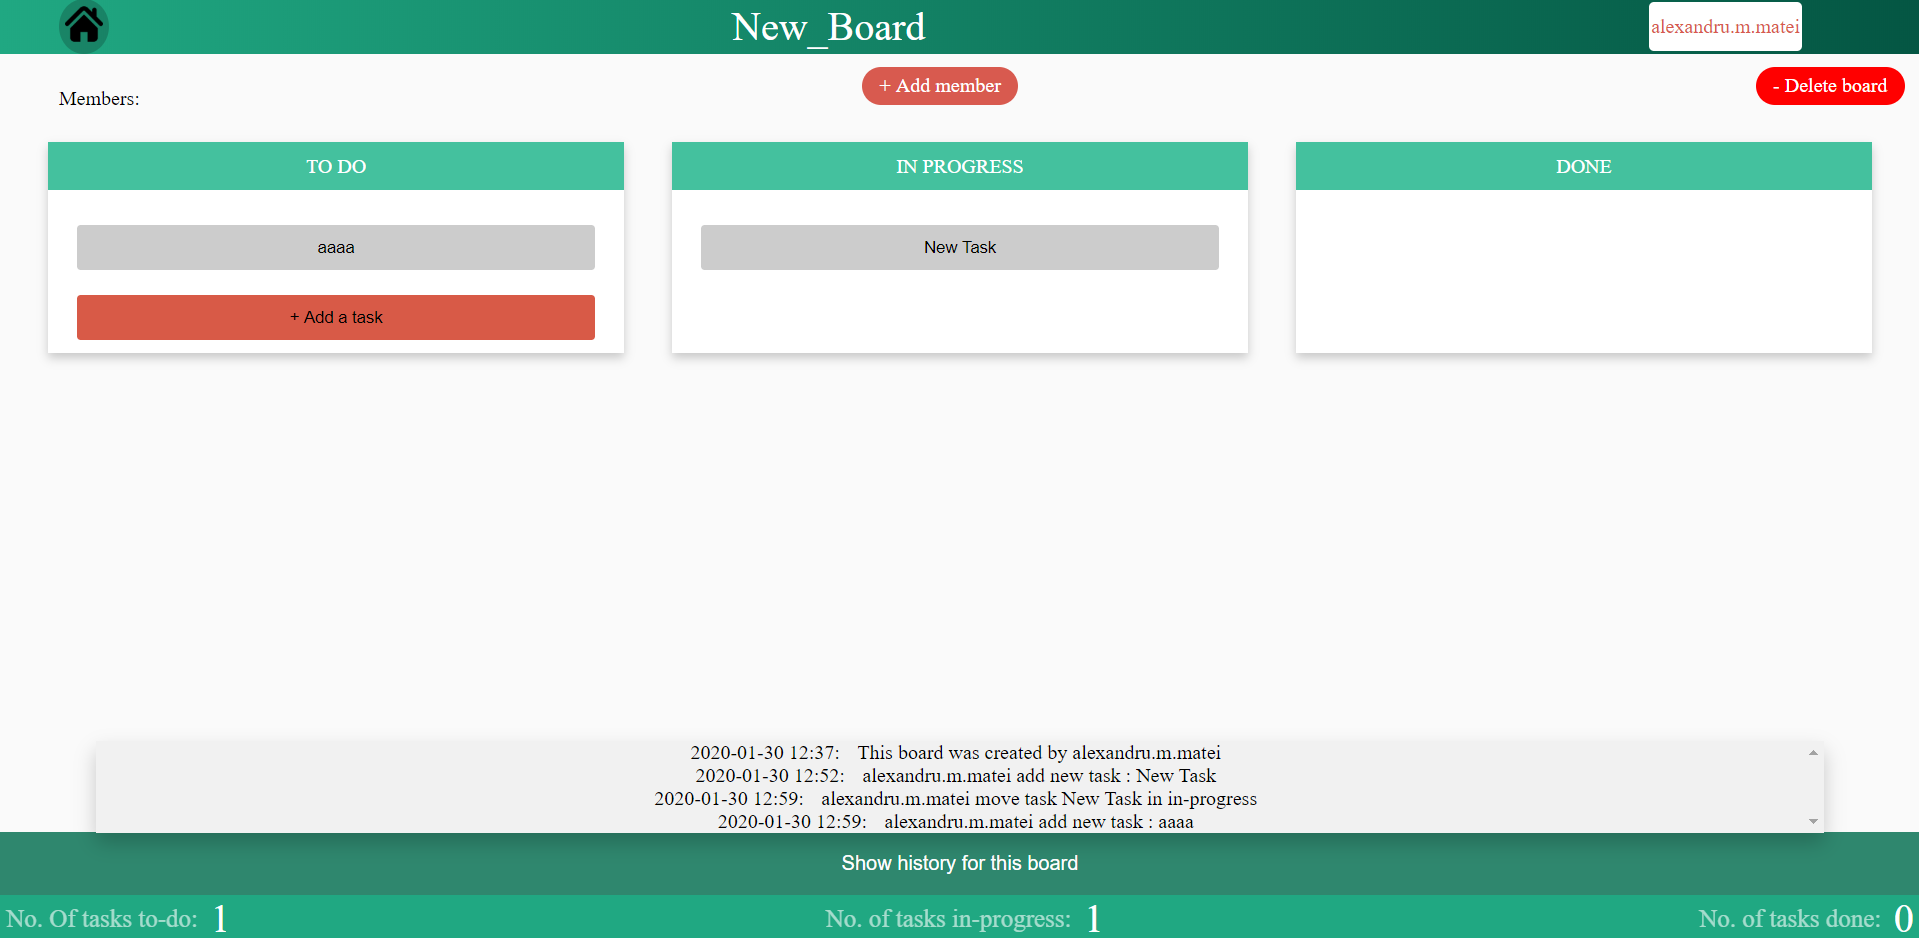 New_Board
alexandru.m.matei
Members:
+ Add member
- Delete board
TO DO
aaaa
+ Add a task
IN PROGRESS
New Task
DONE
2020-01-30 12:37: This board was created by alexandru.m.matei
2020-01-30 12:52: alexandru.m.matei add new task : New Task
2020-01-30 12:59: alexandru.m.matei move task New Task in in-progress
2020-01-30 12:59: alexandru.m.matei add new task : aaaa
Show history for this board
No. Of tasks to-do: 1
No. of tasks in-progress: 1
No. of tasks done: 0